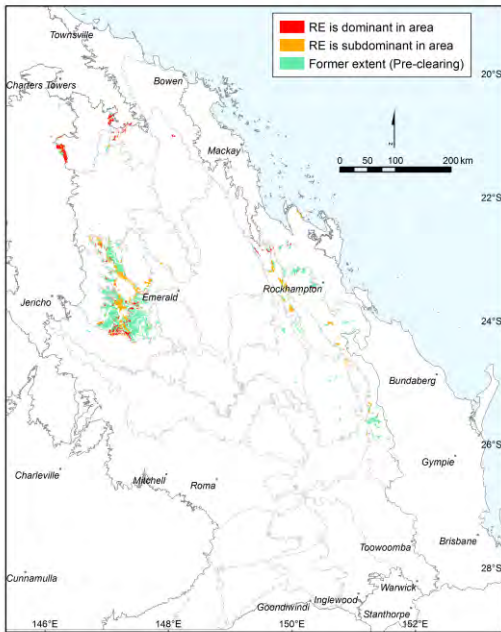 RE is dominant in area
RE is subdominant in area
Former extent (Pre-clearing)
Townsville
Charters Towers
Bowen
20°S
Mackay
0 50 100 200 km
22°S
Emerald
Rockhampton
Jericho
24°S
Bundaberg
26°S
Charleville
Mitchell
Roma
Gympie
Toowoomba
Brisbane
28°S
Cunnamulla
Inglewood
Warwick
Goondiwindi
Stanthorpe
146°E
148°E
150°E
152°E